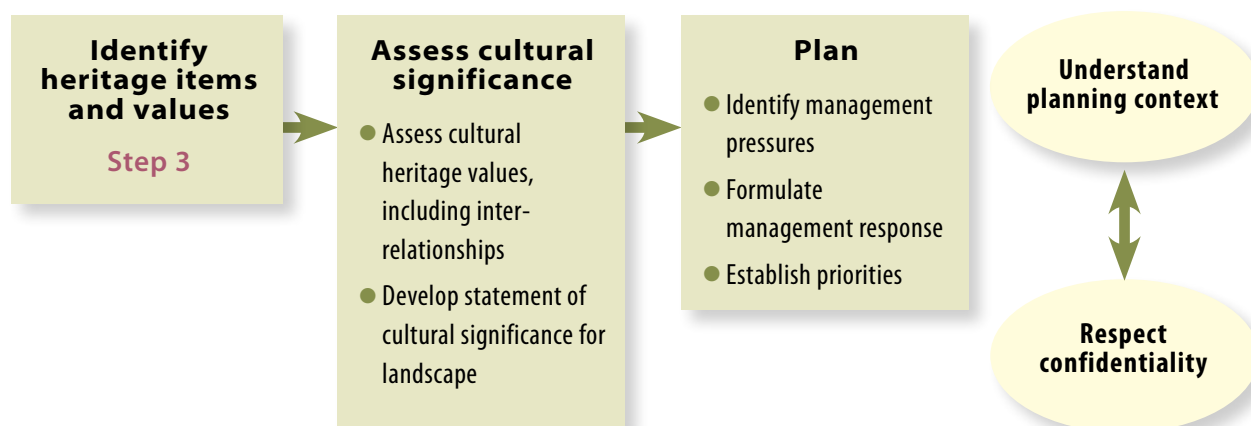 Identify
heritage items
and values
Step 3
Assess cultural
significance
● Assess cultural
heritage values,
including inter-
relationships
● Develop statement of
cultural significance for
landscape
Plan
● Identify management
pressures
● Formulate
management response
● Establish priorities
Understand
planning context
Respect
confidentiality